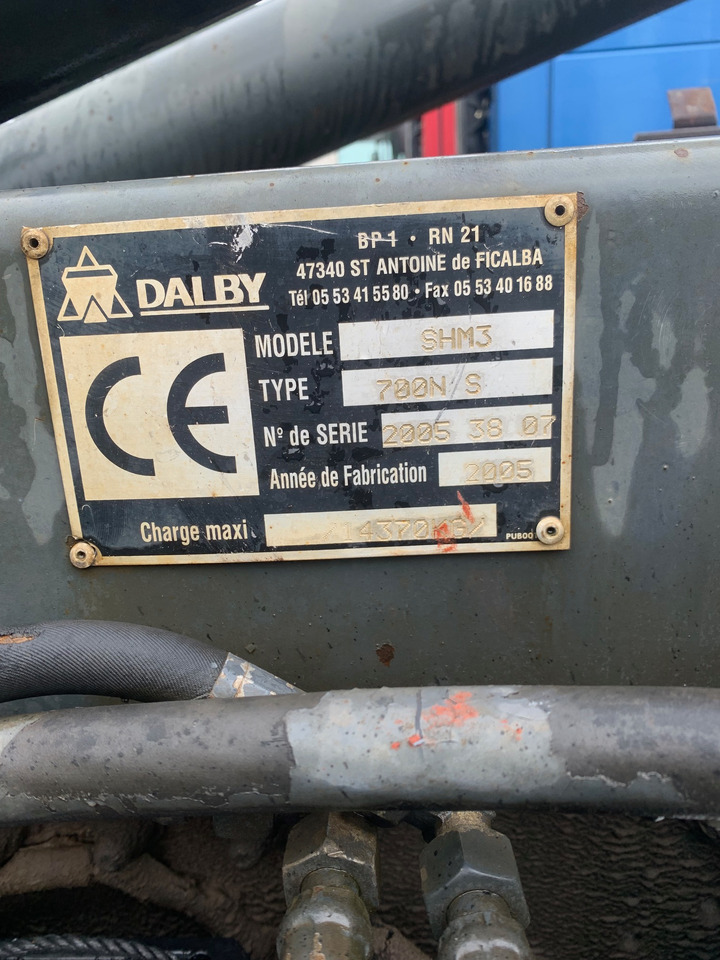 BP 1 • RN 21
47340 ST ANTOINE de FICALBA
Tél 05 53 41 55 80 • Fax 05 53 40 16 88
DALBY
CE
MODELE SHM3
TYPE 700N S
N° de SERIE 2005 38 07
Année de Fabrication 2005
Charge maxi